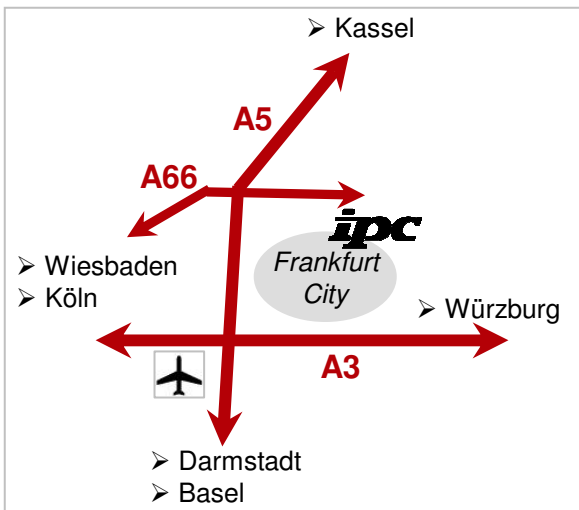 ➢ Kassel
A5
A66
ipc
Frankfurt
City
➢ Wiesbaden
➢ Köln
➢ Würzburg
A3
➢ Darmstadt
➢ Basel